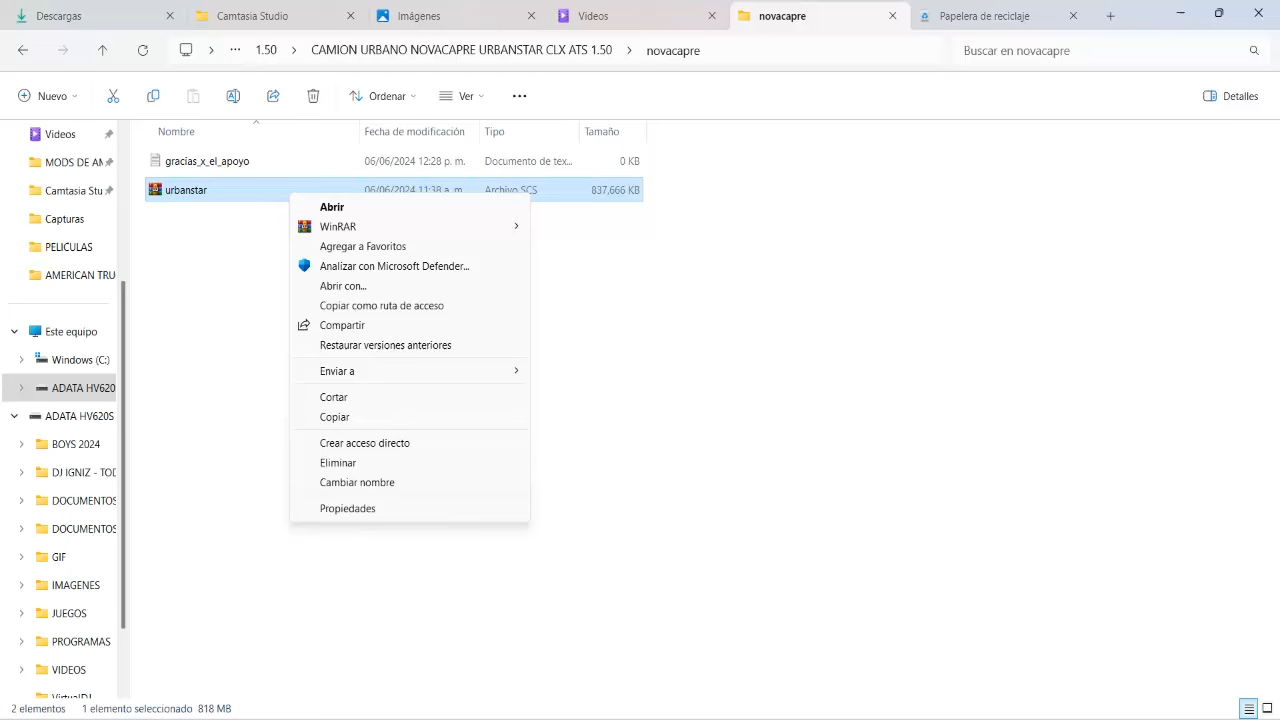 Descargas
Camtasia Studio
Imágenes
Videos
novacapre
Papelera de reciclaje
... 1.50 CAMION URBANO NOVACAPRE URBANSTAR CLX ATS 1.50 novacapre
Buscar en novacapre
Nuevo
Ordenar
Ver
Detalles
Nombre Fecha de modificación Tipo Tamaño
gracias_x_el_apoyo 06/06/2024 12:28 p. m. Documento de tex... 0 KB
urbanstar 06/06/2024 11:38 a. m. Archivo SCS 837,666 KB
Videos
MODS DE AM
Camtasia Stu
Capturas
PELICULAS
AMERICAN TRU
Este equipo
Windows (C:)
ADATA HV620
ADATA HV620S
BOYS 2024
DJ IGNIZ - TOD
DOCUMENTOS
DOCUMENTOS
GIF
IMAGENES
JUEGOS
PROGRAMAS
VIDEOS
VirtualDJ
Abrir
WinRAR
Agregar a Favoritos
Analizar con Microsoft Defender...
Abrir con...
Copiar como ruta de acceso
Compartir
Restaurar versiones anteriores
Enviar a
Cortar
Copiar
Crear acceso directo
Eliminar
Cambiar nombre
Propiedades
2 elementos 1 elemento seleccionado 818 MB